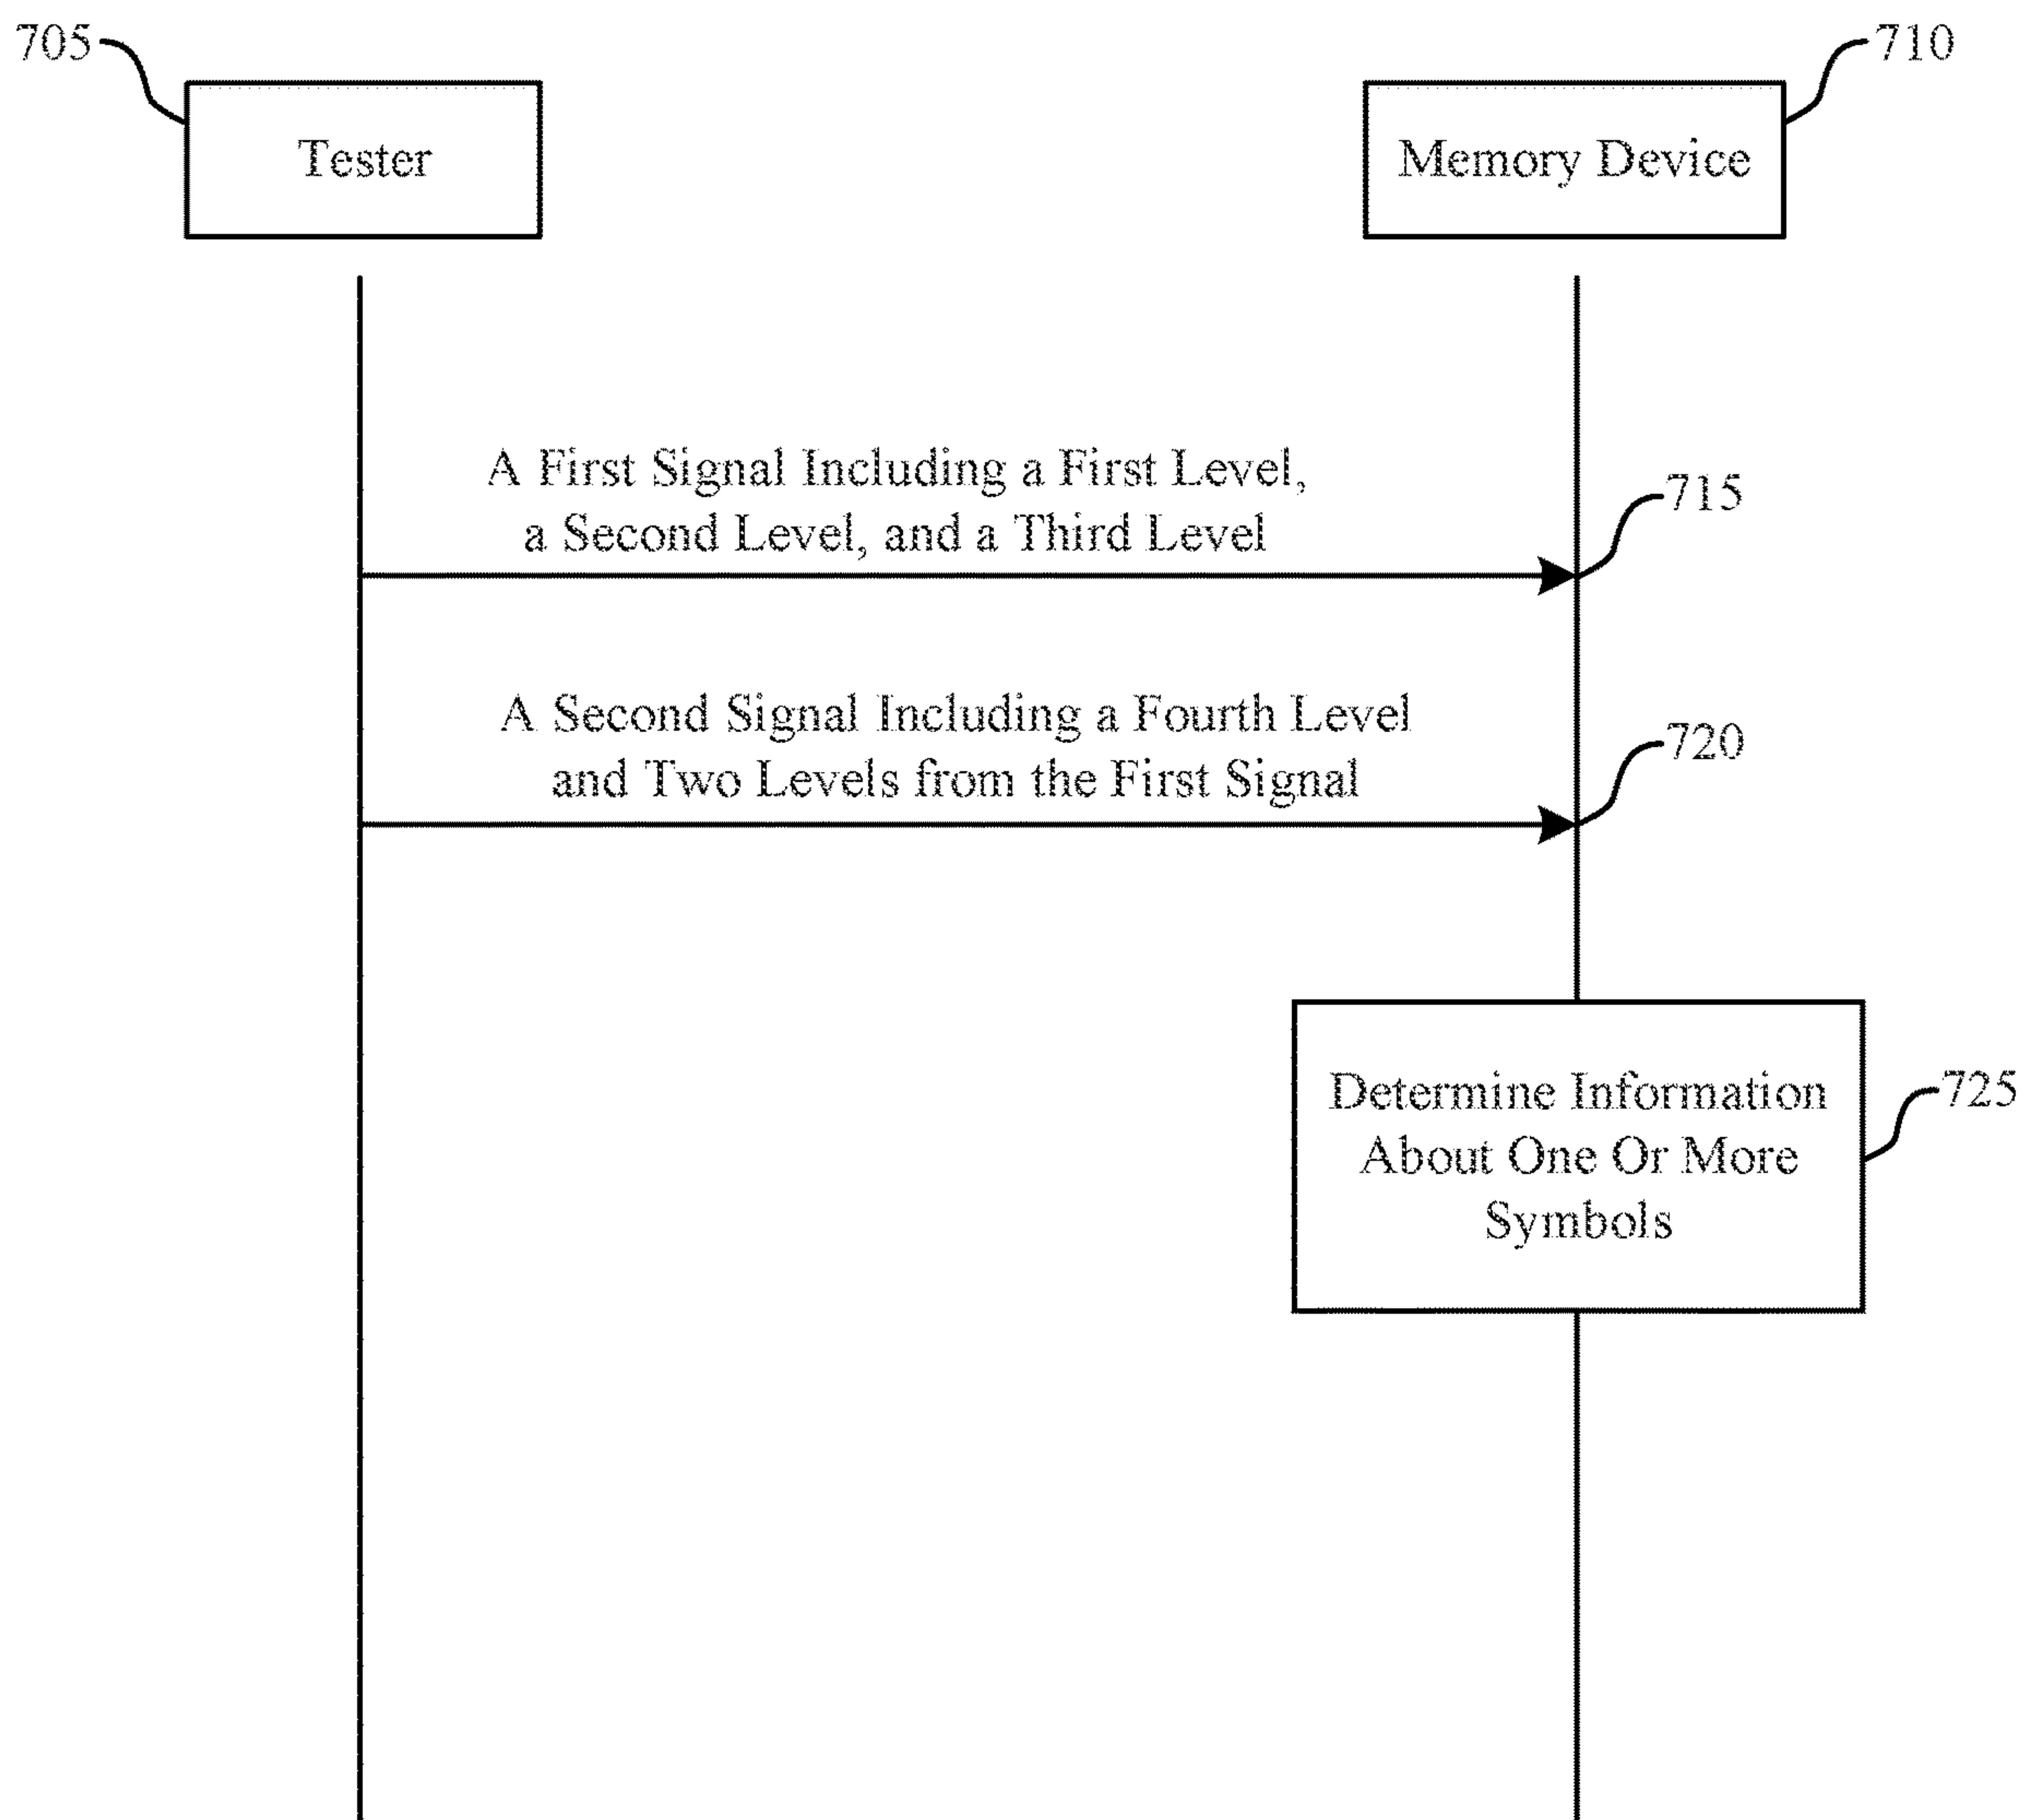 705
710
Tester
Memory Device
A First Signal Including a First Level,
a Second Level, and a Third Level
715
A Second Signal Including a Fourth Level
and Two Levels from the First Signal
720
Determine Information
About One Or More
Symbols
725